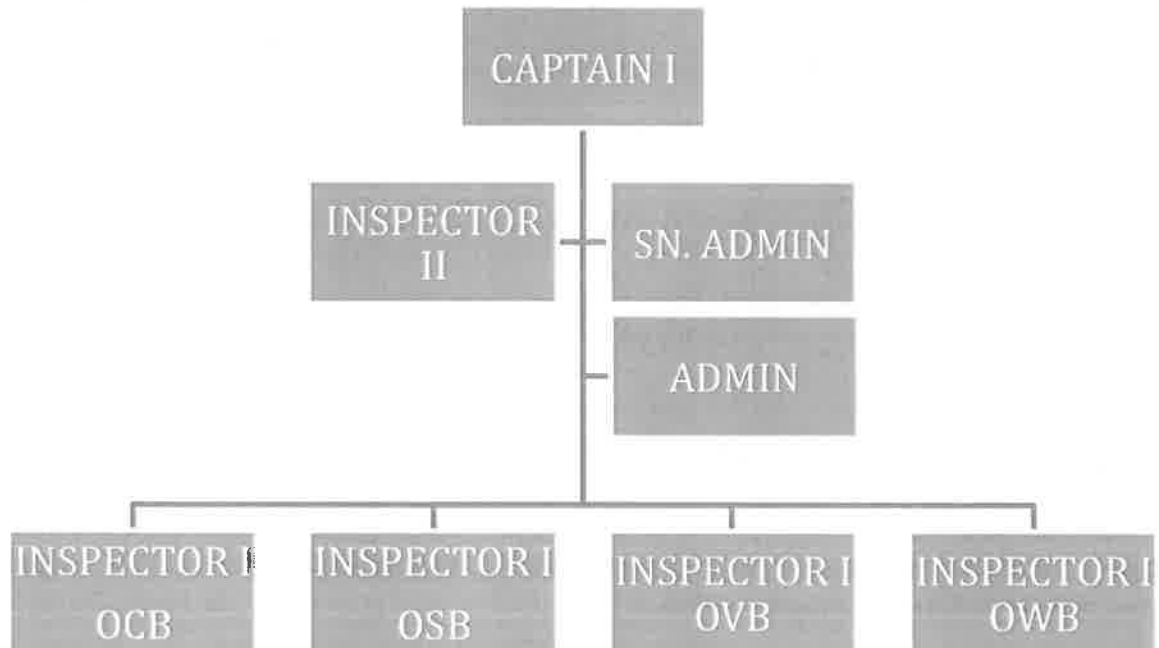 CAPTAIN I
INSPECTOR
II
SN. ADMIN
ADMIN
INSPECTOR I
OCB
INSPECTOR I
OSB
INSPECTOR I
OVB
INSPECTOR I
OWB